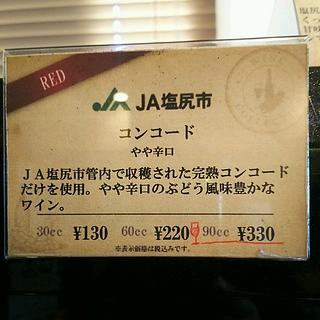 RED
JA塩尻市
コンコード
やや辛口
JA塩尻市管内で収穫された完熟コンコード
だけを使用。やや辛口のぶどう風味豊かな
ワイン。
30cc ¥130 60cc ¥220 90cc ¥330
※表示価格は税込みです。